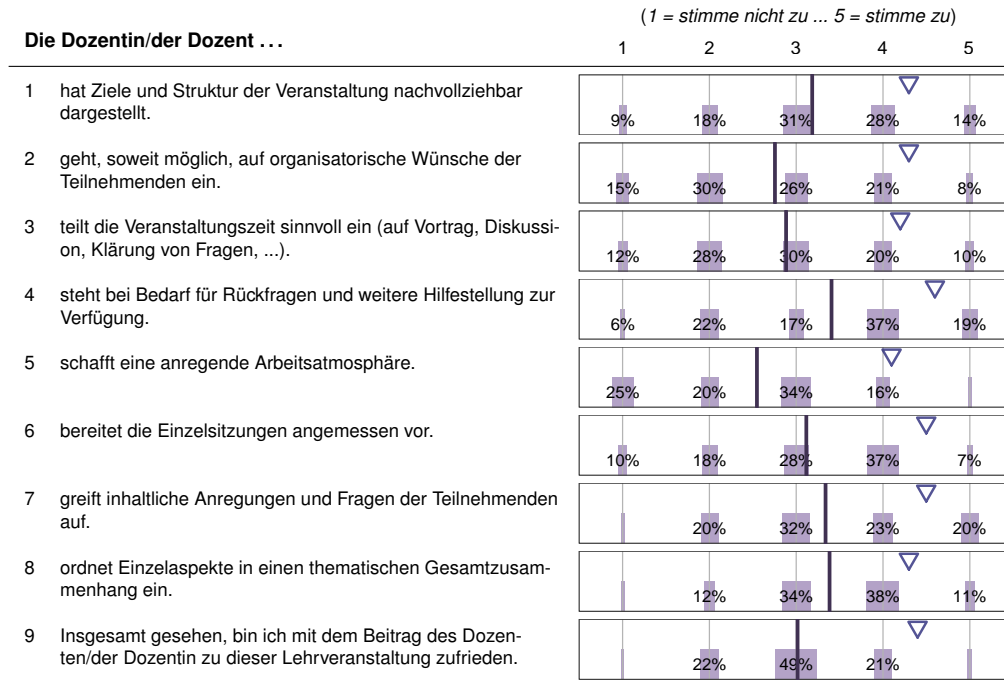 (1 = stimme nicht zu ... 5 = stimme zu)
Die Dozentin/der Dozent ...
1 2 3 4 5
1 hat Ziele und Struktur der Veranstaltung nachvollziehbar
dargestellt.
9% 18% 31% 28% 14%
2 geht, soweit möglich, auf organisatorische Wünsche der
Teilnehmenden ein.
15% 30% 26% 21% 8%
3 teilt die Veranstaltungszeit sinnvoll ein (auf Vortrag, Diskussi-
on, Klärung von Fragen, ...).
12% 28% 30% 20% 10%
4 steht bei Bedarf für Rückfragen und weitere Hilfestellung zur
Verfügung.
6% 22% 17% 37% 19%
5 schafft eine anregende Arbeitsatmosphäre.
25% 20% 34% 16%
6 bereitet die Einzelsitzungen angemessen vor.
10% 18% 28% 37% 7%
7 greift inhaltliche Anregungen und Fragen der Teilnehmenden
auf.
20% 32% 23% 20%
8 ordnet Einzelaspekte in einen thematischen Gesamtzusam-
menhang ein.
12% 34% 38% 11%
9 Insgesamt gesehen, bin ich mit dem Beitrag des Dozen-
ten/der Dozentin zu dieser Lehrveranstaltung zufrieden.
22% 49% 21%